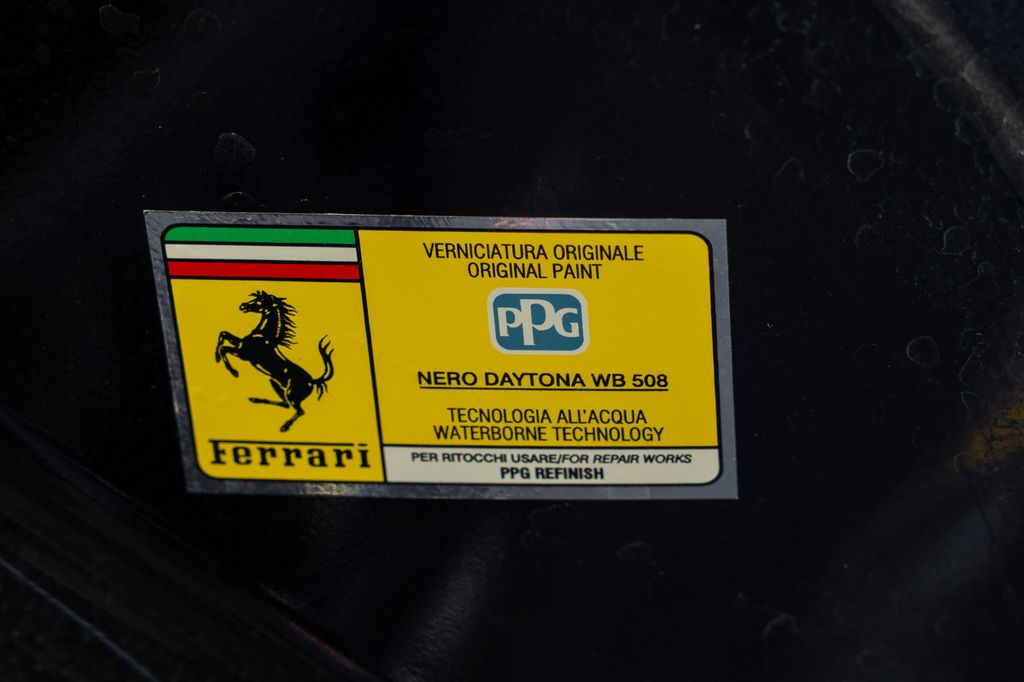 VERNICIATURA ORIGINALE
ORIGINAL PAINT
PPG
NERO DAYTONA WB 508
TECNOLOGIA ALL'ACQUA
WATERBORNE TECHNOLOGY
Ferrari
PER RITOCCHI USARE/FOR REPAIR WORKS
PPG REFINISH